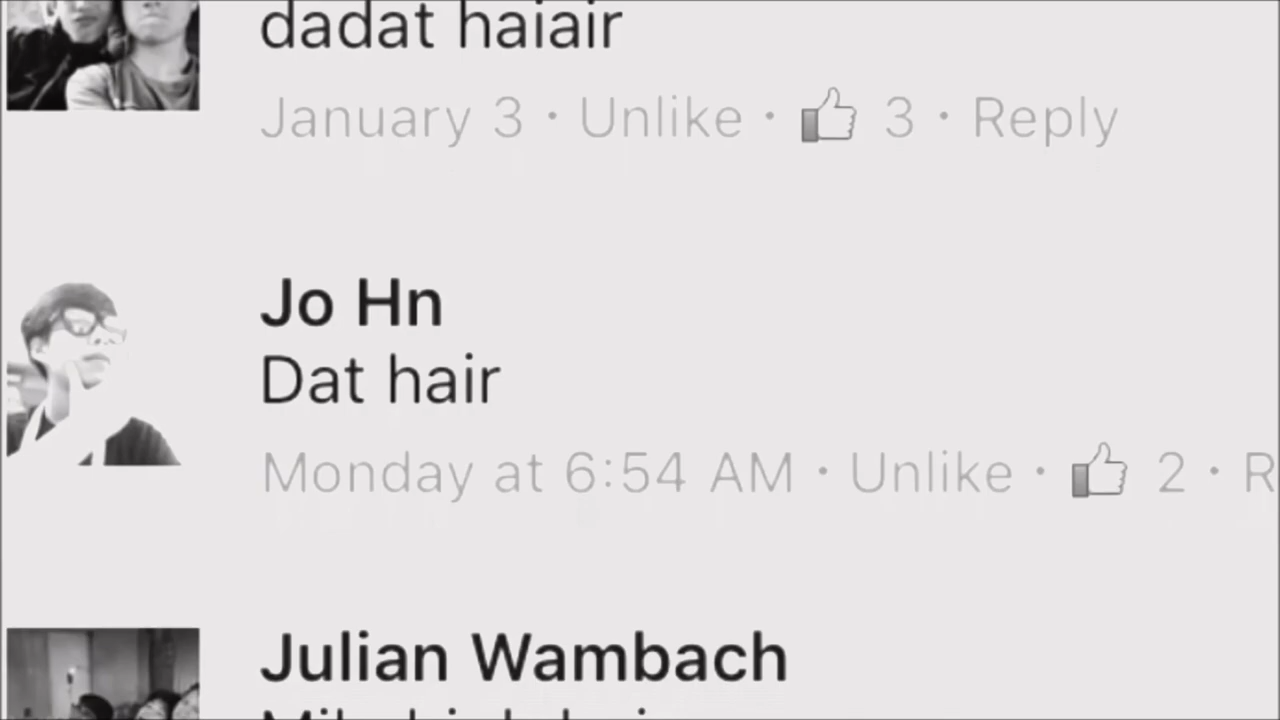 dadat haiair
January 3 · Unlike · 3 · Reply
Jo Hn
Dat hair
Monday at 6:54 AM · Unlike · 2 · R
Julian Wambach